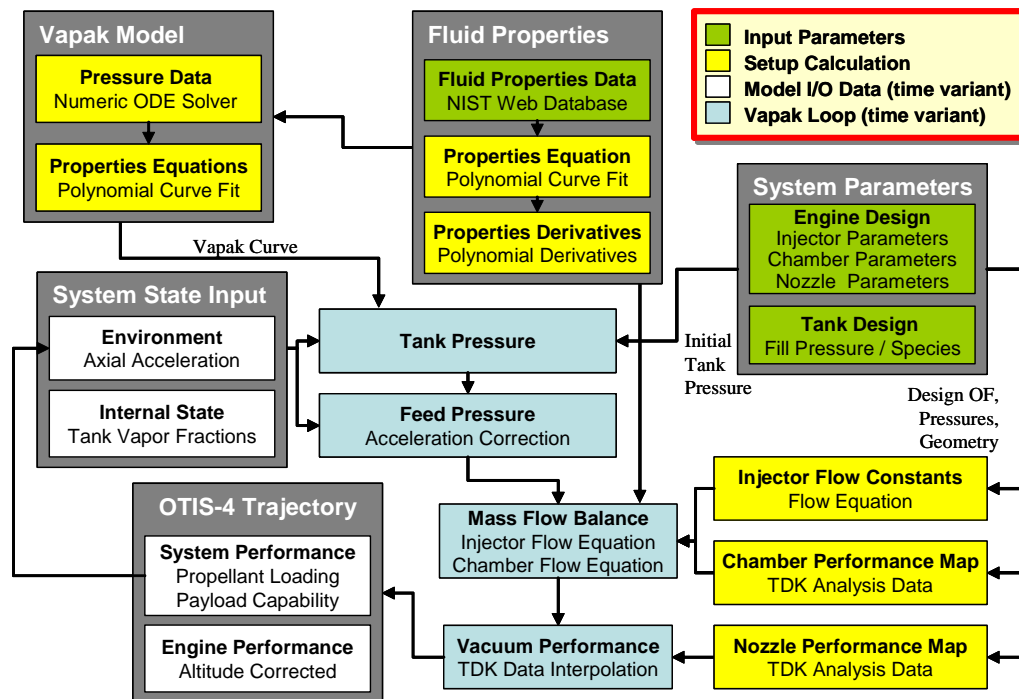 Vapak Model
Pressure Data
Numeric ODE Solver
Properties Equations
Polynomial Curve Fit
Fluid Properties
Fluid Properties Data
NIST Web Database
Properties Equation
Polynomial Curve Fit
Properties Derivatives
Polynomial Derivatives
Input Parameters
Setup Calculation
Model I/O Data (time variant)
Vapak Loop (time variant)
System Parameters
Engine Design
Injector Parameters
Chamber Parameters
Nozzle Parameters
Tank Design
Fill Pressure / Species
Vapak Curve
System State Input
Environment
Axial Acceleration
Internal State
Tank Vapor Fractions
Tank Pressure
Feed Pressure
Acceleration Correction
Initial
Tank
Pressure
Design OF,
Pressures,
Geometry
OTIS-4 Trajectory
System Performance
Propellant Loading
Payload Capability
Engine Performance
Altitude Corrected
Mass Flow Balance
Injector Flow Equation
Chamber Flow Equation
Vacuum Performance
TDK Data Interpolation
Injector Flow Constants
Flow Equation
Chamber Performance Map
TDK Analysis Data
Nozzle Performance Map
TDK Analysis Data